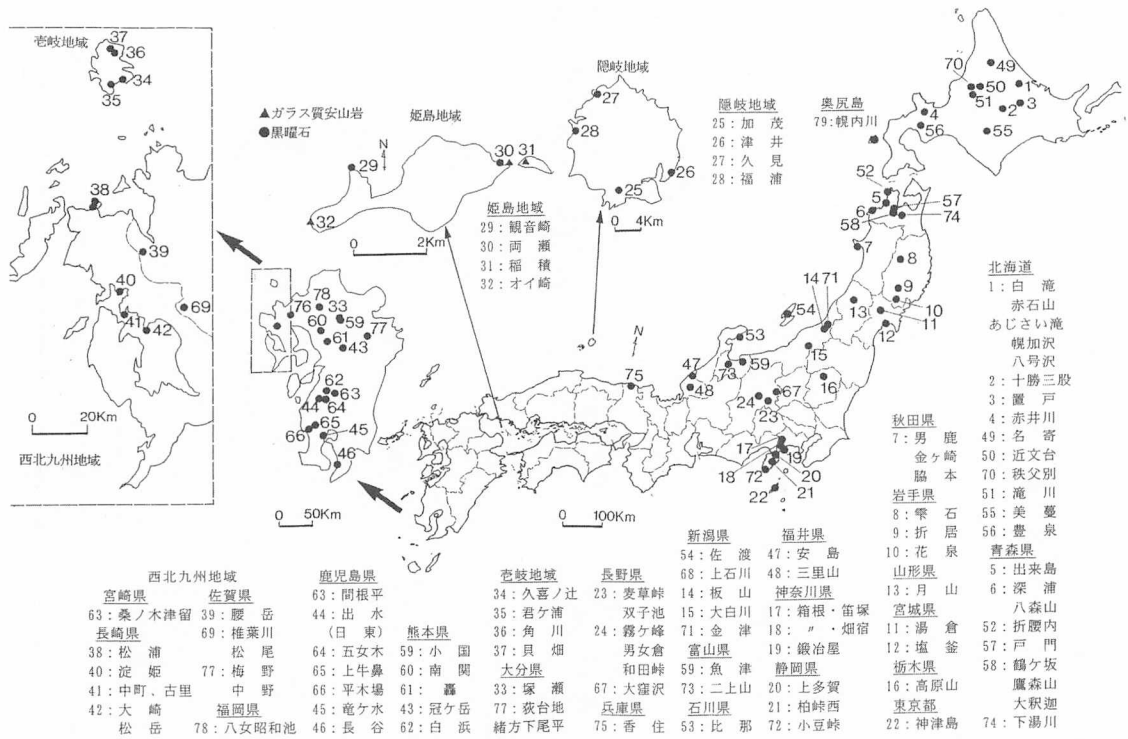 壱岐地域
37
36
34
35
38
39
40
41
42
69
0 20Km
西北九州地域
▲ガラス質安山岩
●黒曜石
姫島地域
N
29
30
31
32
0 2Km
姫島地域
29：観音崎
30：両瀬
31：稲積
32：オイ崎
隠岐地域
27
28
25
26
0 4Km
隠岐地域
25：加茂
26：津井
27：久見
28：福浦
奥尻島
79：幌内川
70
49
50
51
1
2
3
4
56
55
52
5
57
6
58
74
7
8
9
10
11
12
13
14 71
54
53
15
59
73
16
47
48
24
67
23
75
N
17
19
18
20
72
21
22
78
76
33
60
59
77
61
43
62
63
44
64
65
66
45
46
0 50Km
0 100Km
北海道
1：白滝
赤石山
あじさい滝
幌加沢
八号沢
2：十勝三股
3：置戸
4：赤井川
49：名寄
50：近文台
70：秩父別
51：滝川
55：美蔓
56：豊泉
青森県
5：出来島
6：深浦
八森山
52：折腰内
57：戸門
58：鶴ケ坂
鷹森山
大釈迦
74：下湯川
秋田県
7：男鹿
金ヶ崎
脇本
岩手県
8：雫石
9：折居
10：花泉
山形県
13：月山
宮城県
11：湯倉
12：塩釜
栃木県
16：高原山
東京都
22：神津島
新潟県
54：佐渡
68：上石川
14：板山
15：大白川
71：金津
富山県
59：魚津
73：二上山
石川県
53：比那
福井県
47：安島
48：三里山
神奈川県
17：箱根・笛塚
18：〃・畑宿
19：鍛冶屋
静岡県
20：上多賀
21：柏峠西
72：小豆峠
長野県
23：麦草峠
双子池
24：霧ケ峰
男女倉
和田峠
67：大窪沢
兵庫県
75：香住
壱岐地域
34：久喜ノ辻
35：君ケ浦
36：角川
37：貝畑
大分県
33：塚瀬
77：荻台地
緒方下尾平
熊本県
59：小国
60：南関
61：轟
43：冠ケ岳
62：白浜
鹿児島県
63：間根平
44：出水
（日東）
64：五女木
65：上牛鼻
66：平木場
45：竜ケ水
46：長谷
西北九州地域
宮崎県
63：桑ノ木津留
長崎県
38：松浦
40：淀姫
41：中町、古里
42：大崎
松岳
佐賀県
39：腰岳
69：椎葉川
松尾
77：梅野
中野
福岡県
78：八女昭和池